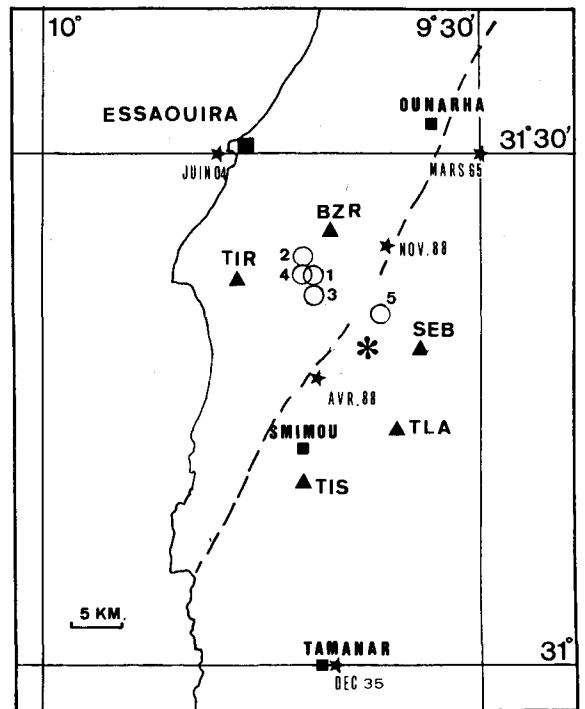 10°
9°30'
OUNARHA
ESSAOUIRA
31°30
JUIN 04
MARS 65
BZR
NOV. 88
2
TIR
4
1
3
5
SEB
AVR. 88
SMIMOU
TLA
TIS
5 KM.
TAMANAR
31°
DEC 35